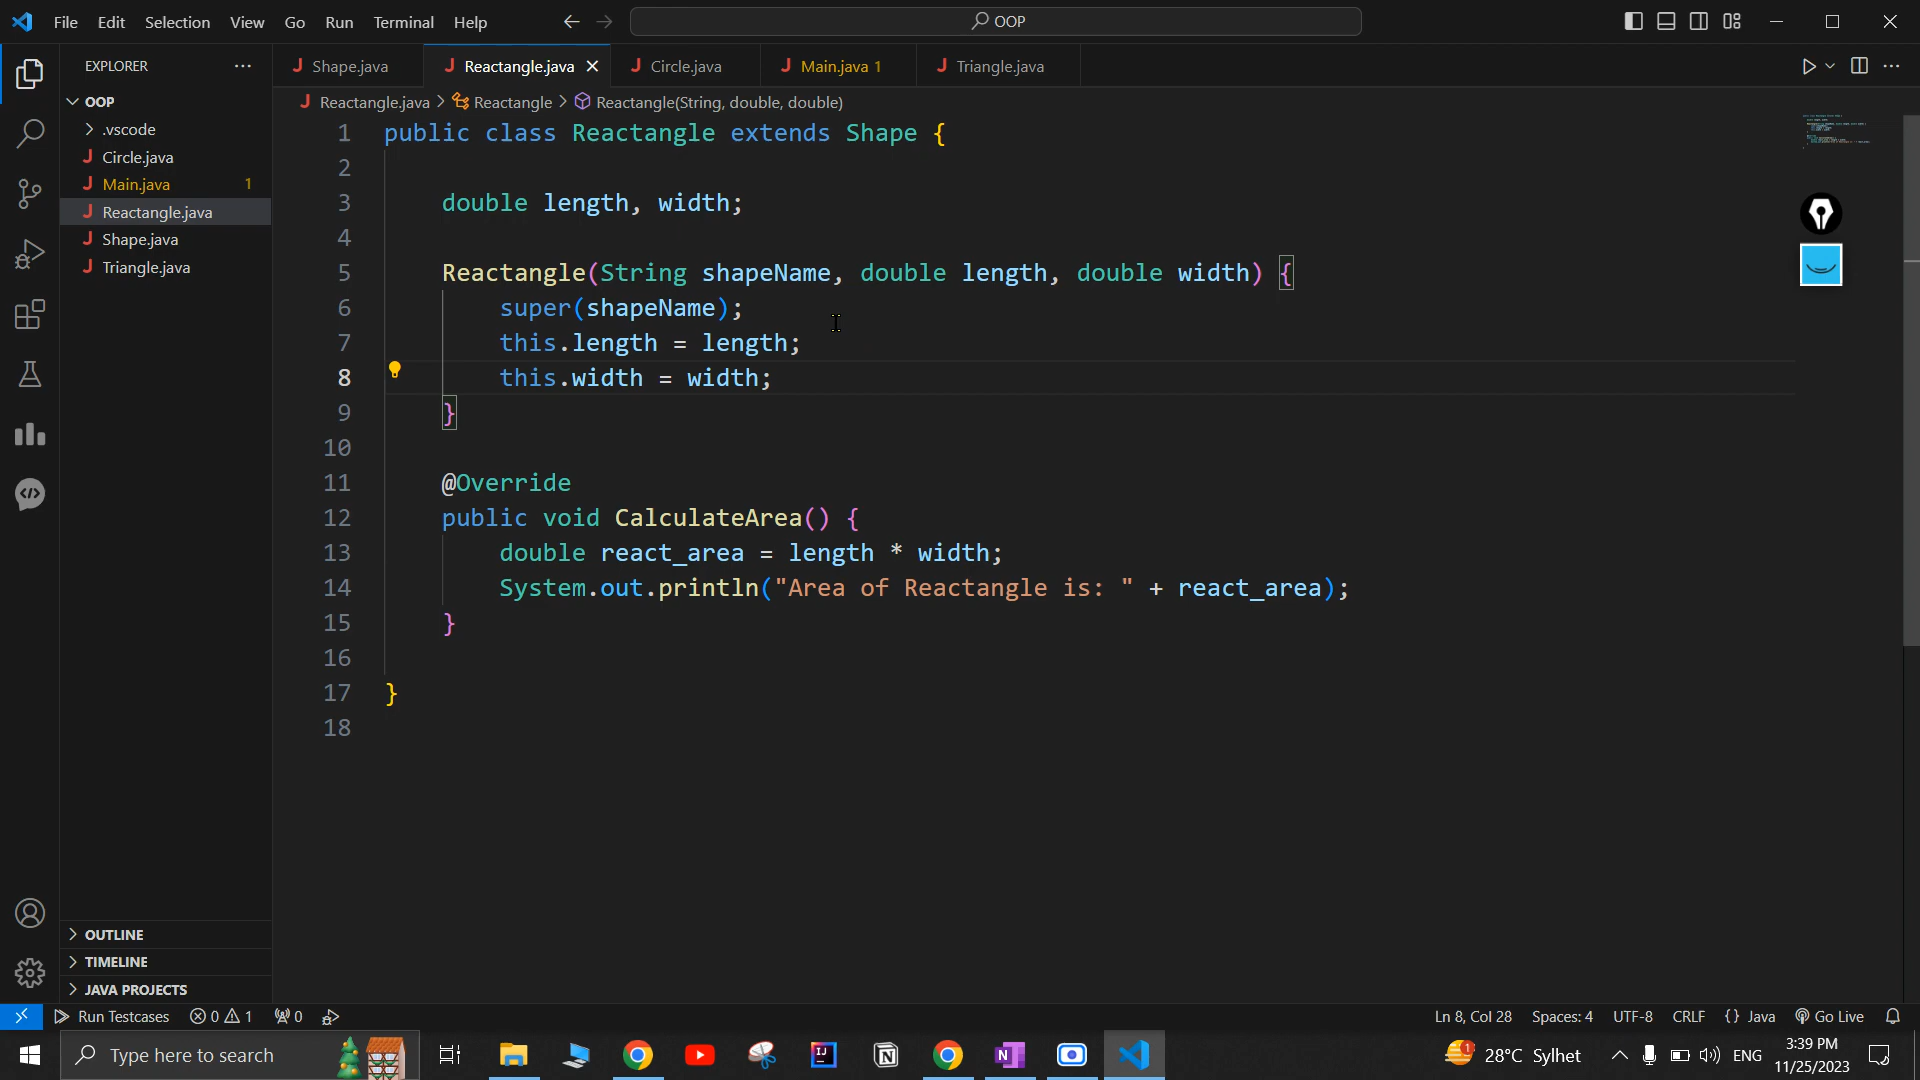 File Edit Selection View Go Run Terminal Help
OOP
EXPLORER
OOP
.vscode
Circle.java
Main.java 1
Reactangle.java
Shape.java
Triangle.java
OUTLINE
TIMELINE
JAVA PROJECTS
Shape.java Reactangle.java Circle.java Main.java 1 Triangle.java
Reactangle.java > Reactangle > Reactangle(String, double, double)
1 public class Reactangle extends Shape {
2
3 double length, width;
4
5 Reactangle(String shapeName, double length, double width) {
6 super(shapeName);
7 this.length = length;
8 this.width = width;
9 }
10
11 @Override
12 public void CalculateArea() {
13 double react_area = length * width;
14 System.out.println("Area of Reactangle is: " + react_area);
15 }
16
17 }
18
Run Testcases 0 1 0 Ln 8, Col 28 Spaces: 4 UTF-8 CRLF {} Java Go Live
Type here to search
1 28°C Sylhet ENG 3:39 PM
11/25/2023